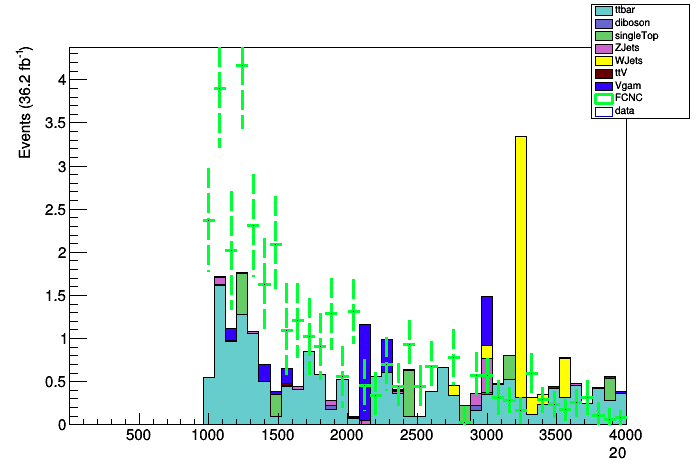 ttbar
diboson
singleTop
ZJets
WJets
ttV
Vgam
FCNC
data
Events (36.2 fb⁻¹)
4
3.5
3
2.5
2
1.5
1
0.5
0
500 1000 1500 2000 2500 3000 3500 4000
20